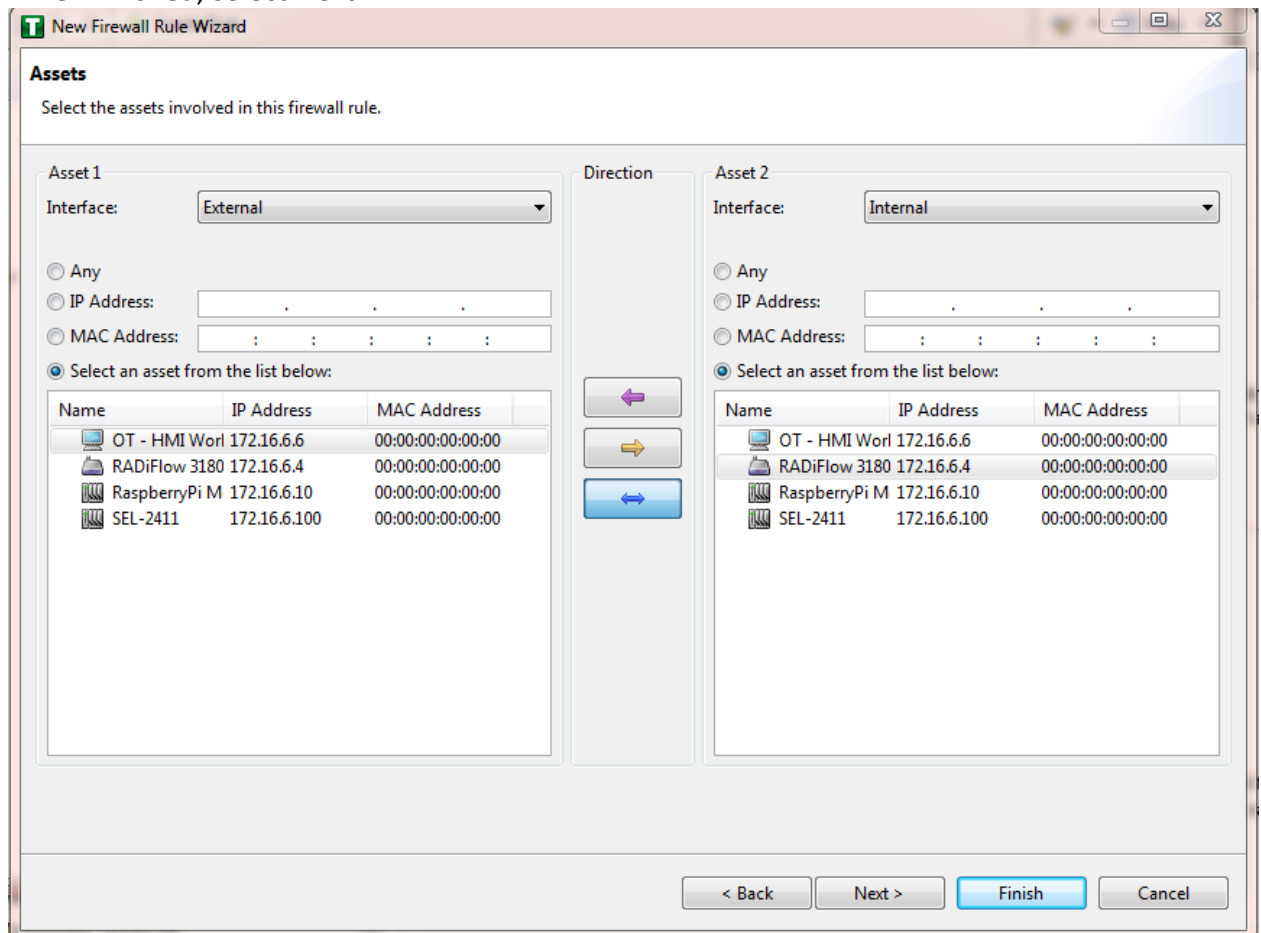 New Firewall Rule Wizard
Assets
Select the assets involved in this firewall rule.
Asset 1
Interface: External
Any
IP Address: . . .
MAC Address: : : : : :
Select an asset from the list below:
Name IP Address MAC Address
OT - HMI Worl 172.16.6.6 00:00:00:00:00:00
RADiFlow 3180 172.16.6.4 00:00:00:00:00:00
RaspberryPi M 172.16.6.10 00:00:00:00:00:00
SEL-2411 172.16.6.100 00:00:00:00:00:00
Direction
Asset 2
Interface: Internal
Any
IP Address: . . .
MAC Address: : : : : :
Select an asset from the list below:
Name IP Address MAC Address
OT - HMI Worl 172.16.6.6 00:00:00:00:00:00
RADiFlow 3180 172.16.6.4 00:00:00:00:00:00
RaspberryPi M 172.16.6.10 00:00:00:00:00:00
SEL-2411 172.16.6.100 00:00:00:00:00:00
< Back Next > Finish Cancel